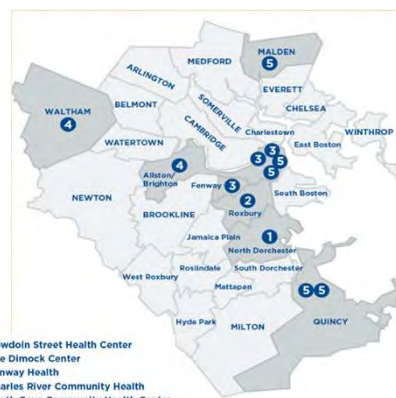 MALDEN
5
MEDFORD
ARLINGTON
EVERETT
WALTHAM
4
BELMONT
SOMERVILLE
CHELSEA
CAMBRIDGE
WINTHROP
Charlestown
WATERTOWN
East Boston
3
3
5
5
4
Allston/
Brighton
Fenway
3
South Boston
NEWTON
2
Roxbury
BROOKLINE
1
Jamaica Plain
North Dorchester
Roslindale
South Dorchester
West Roxbury
Mattapan
5
5
QUINCY
Hyde Park
MILTON
wdoin Street Health Center
e Dimock Center
nway Health
arles River Community Health